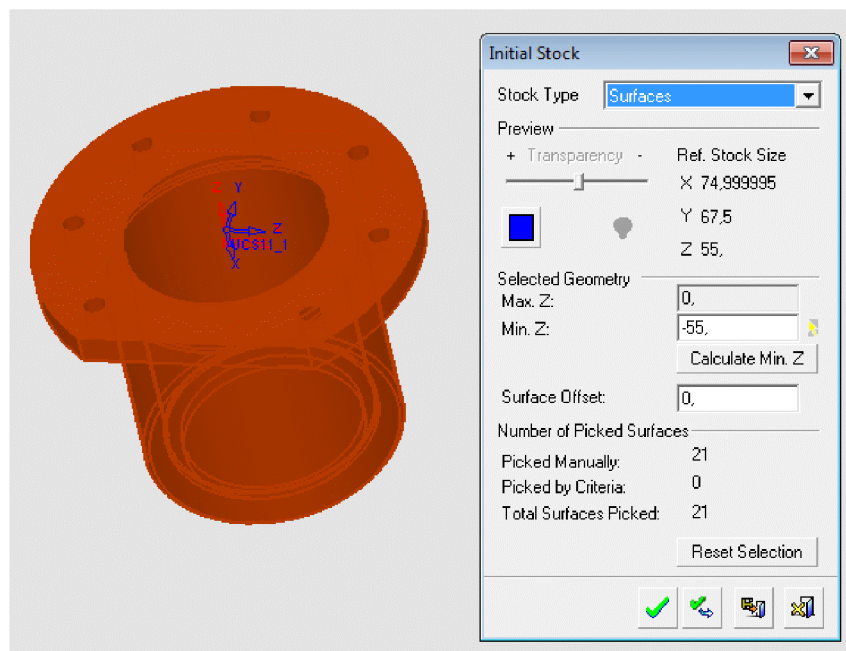 Initial Stock
Stock Type Surfaces
Preview
+ Transparency - Ref. Stock Size
X 74,999995
Y 67,5
Z 55,
Selected Geometry
Max. Z: 0,
Min. Z: -55,
Calculate Min. Z
Surface Offset: 0,
Number of Picked Surfaces
Picked Manually: 21
Picked by Criteria: 0
Total Surfaces Picked: 21
Reset Selection
Z Y
Z
UCS11_1
X